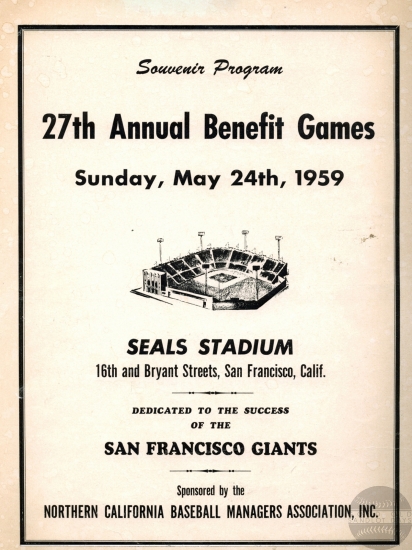 Souvenir Program
27th Annual Benefit Games
Sunday, May 24th, 1959
SEALS STADIUM
16th and Bryant Streets, San Francisco, Calif.
DEDICATED TO THE SUCCESS
OF THE
SAN FRANCISCO GIANTS
Sponsored by the
NORTHERN CALIFORNIA BASEBALL MANAGERS ASSOCIATION, INC.